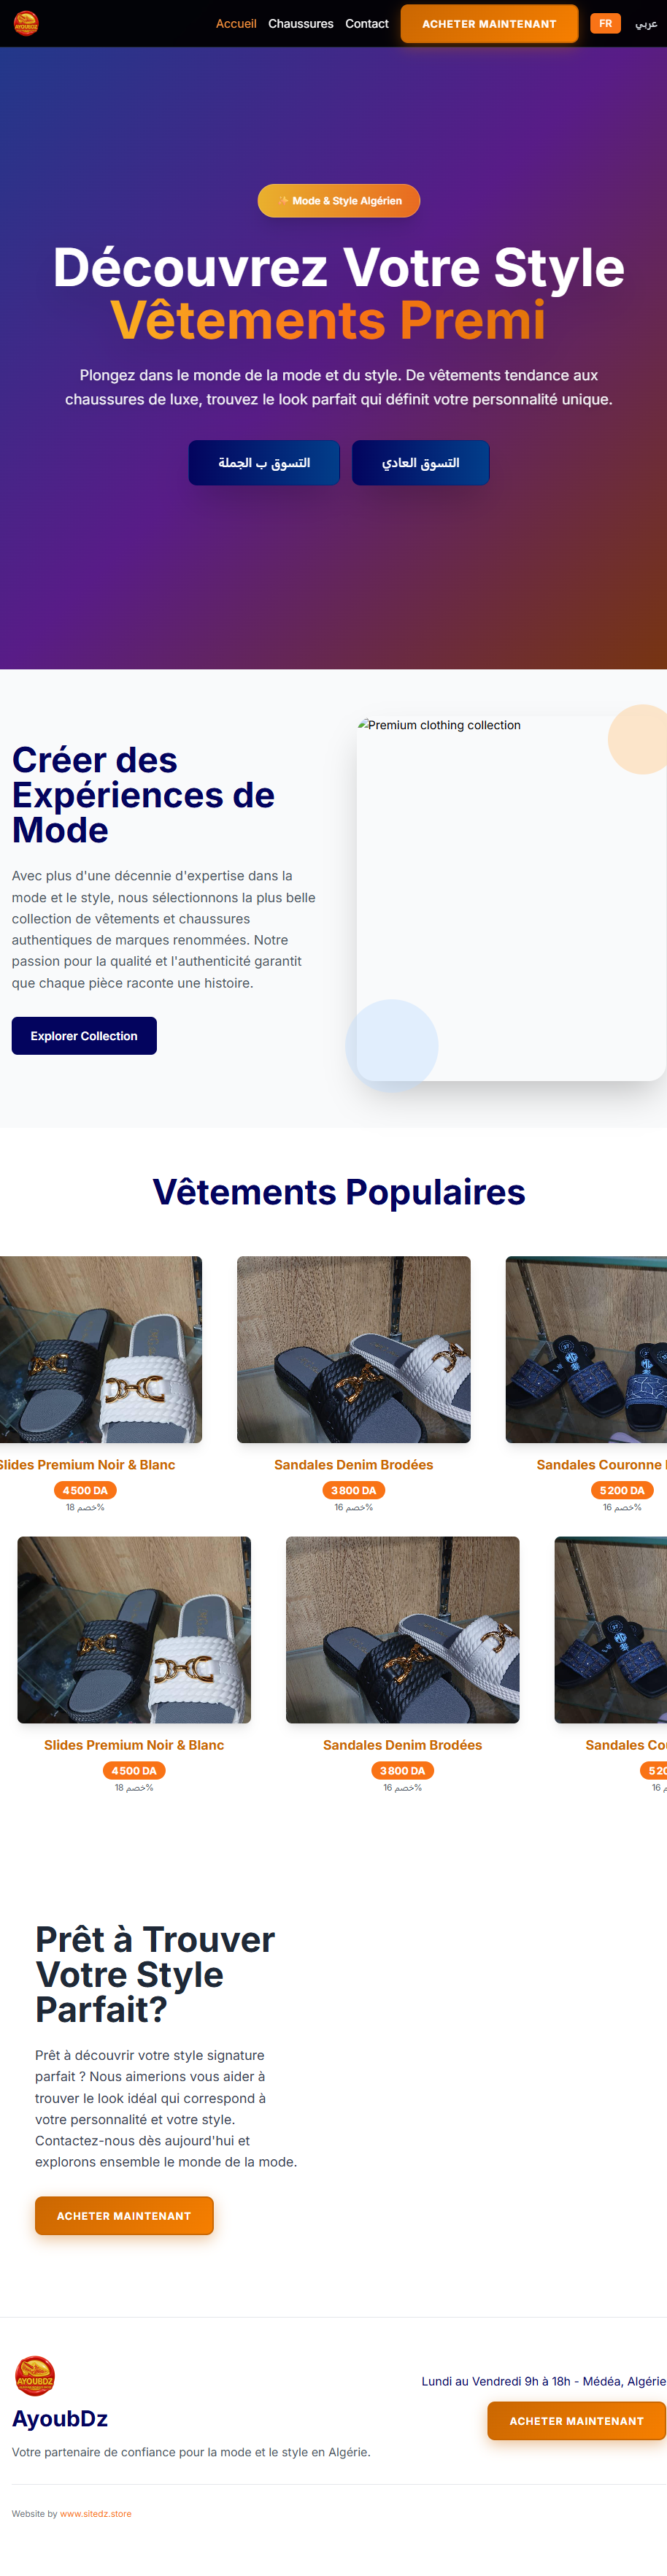 AYOUBDZ
Accueil Chaussures Contact ACHETER MAINTENANT FR عربي
Mode & Style Algérien
Découvrez Votre Style
Vêtements Premi
Plongez dans le monde de la mode et du style. De vêtements tendance aux
chaussures de luxe, trouvez le look parfait qui définit votre personnalité unique.
التسوق ب الجملة
التسوق العادي
Créer des
Expériences de
Mode
Avec plus d'une décennie d'expertise dans la
mode et le style, nous sélectionnons la plus belle
collection de vêtements et chaussures
authentiques de marques renommées. Notre
passion pour la qualité et l'authenticité garantit
que chaque pièce raconte une histoire.
Explorer Collection
Premium clothing collection
Vêtements Populaires
Slides Premium Noir & Blanc
4 500 DA
18 خصم%
Sandales Denim Brodées
3 800 DA
16 خصم%
Sandales Couronne
5 200 DA
16 خصم%
Slides Premium Noir & Blanc
4 500 DA
18 خصم%
Sandales Denim Brodées
3 800 DA
16 خصم%
Sandales Cou
5 20
16
Prêt à Trouver
Votre Style
Parfait?
Prêt à découvrir votre style signature
parfait ? Nous aimerions vous aider à
trouver le look idéal qui correspond à
votre personnalité et votre style.
Contactez-nous dès aujourd'hui et
explorons ensemble le monde de la mode.
ACHETER MAINTENANT
AYOUBDZ
AyoubDz
Votre partenaire de confiance pour la mode et le style en Algérie.
Lundi au Vendredi 9h à 18h - Médéa, Algérie
ACHETER MAINTENANT
Website by www.sitedz.store